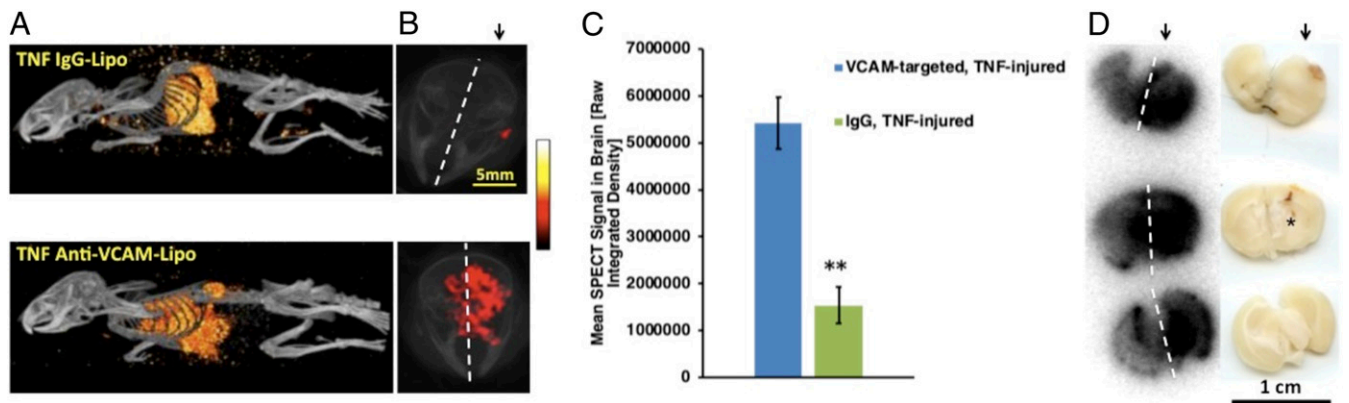 A
TNF IgG-Lipo
TNF Anti-VCAM-Lipo
B
5mm
C
Mean SPECT Signal in Brain [Raw
Integrated Density]
7000000
6000000
5000000
4000000
3000000
2000000
1000000
0
**
VCAM-targeted, TNF-injured
IgG, TNF-injured
D
*
1 cm